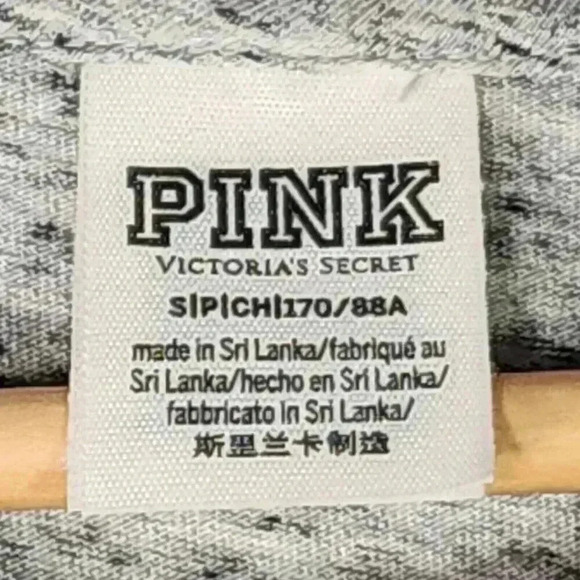 PINK
VICTORIA'S SECRET
S|P|CH|170/88A
made in Sri Lanka/fabriqué au
Sri Lanka/hecho en Sri Lanka/
fabbricato in Sri Lanka/
斯里兰卡制造